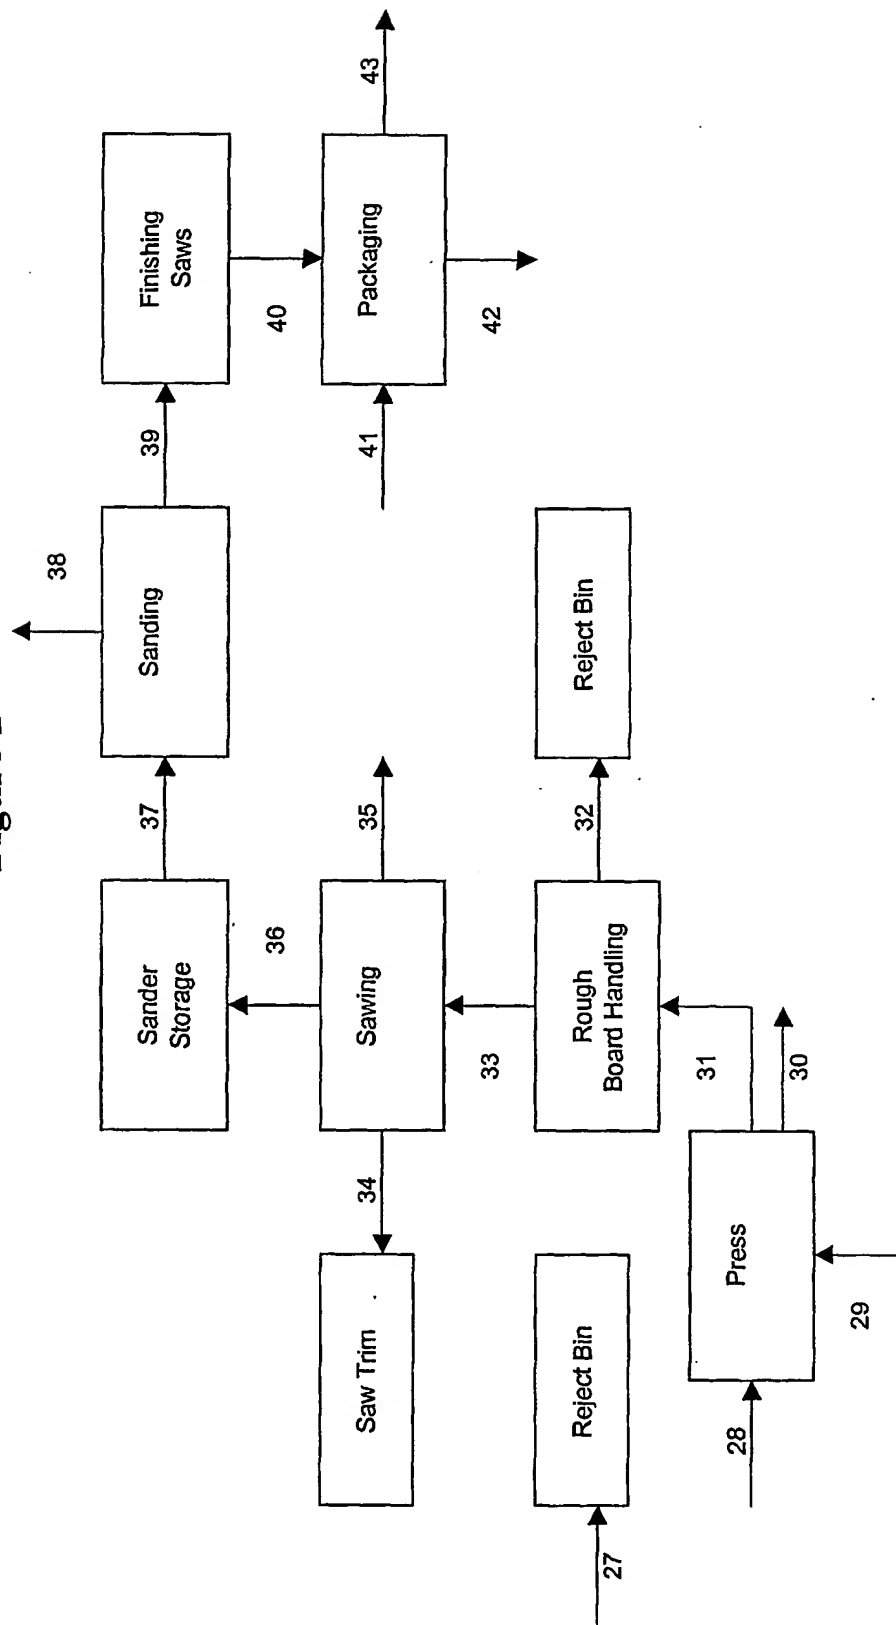 38
Sander
Storage
37
Sanding
39
Finishing
Saws
36
40
Saw Trim
34
Sawing
35
41
Packaging
43
33
42
27
Reject Bin
Rough
Board Handling
32
Reject Bin
31
28
Press
30
29